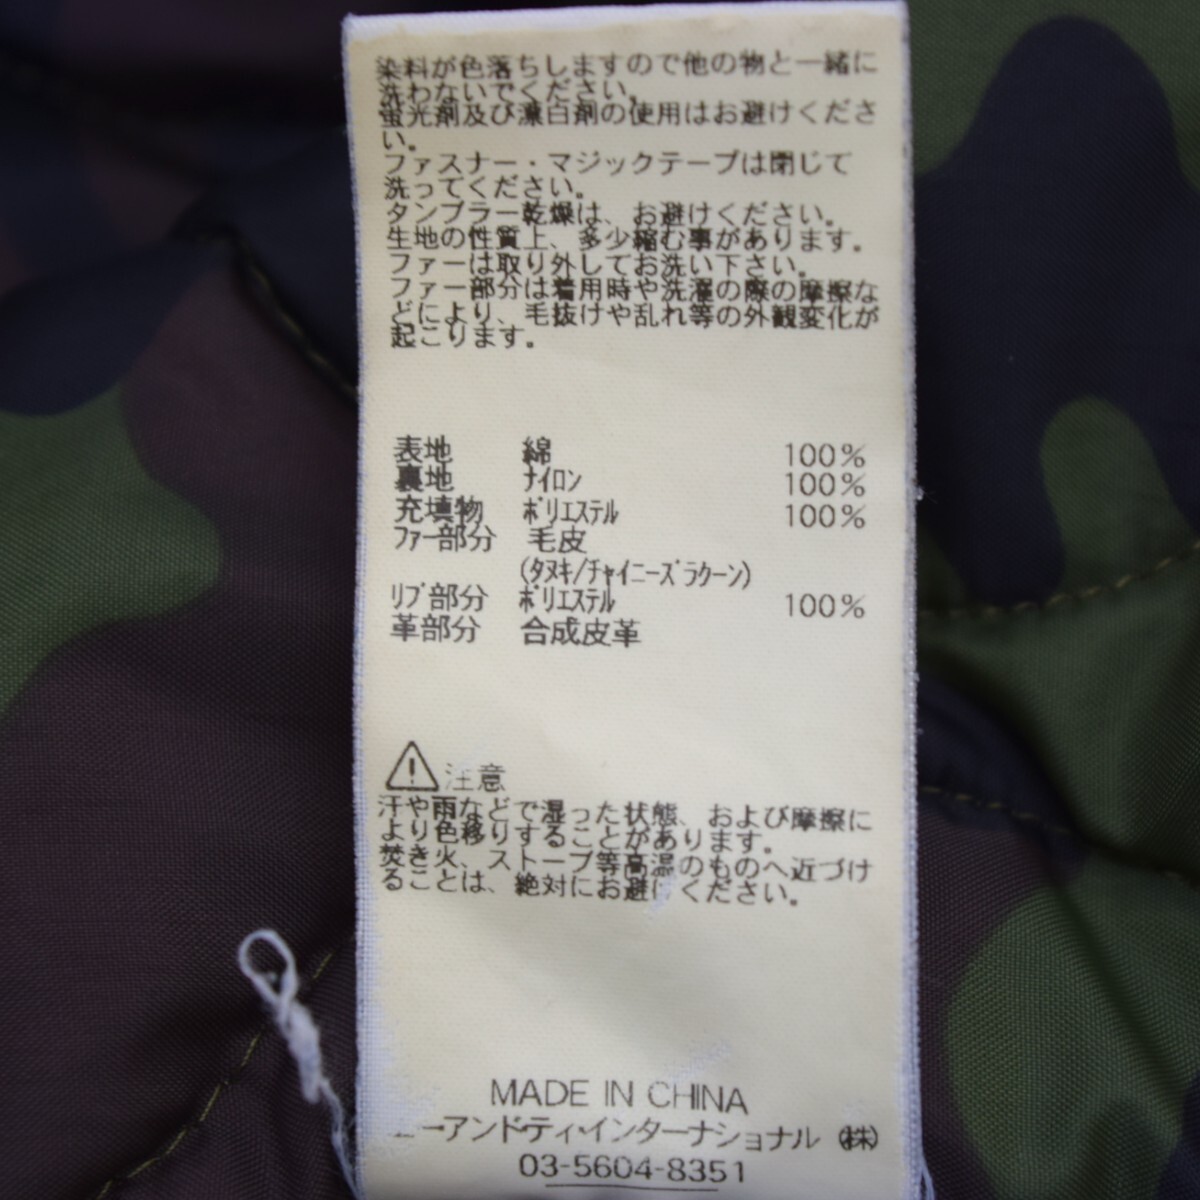 染料が色落ちしますので他の物と一緒に
洗わないでください。
蛍光剤及び漂白剤の使用はお避けくださ
い。
ファスナー・マジックテープは閉じて
洗ってください。
タンブラー乾燥は、お避けください。
生地の性質上、多少縮む事があります。
ファーは取り外してお洗い下さい。
ファー部分は着用時や洗濯の際の摩擦な
どにより、毛抜けや乱れ等の外観変化が
起こります。
表地 綿 100%
裏地 ナイロン 100%
充填物 ポリエステル 100%
ファー部分 毛皮
(タヌキ/チャイニーズラクーン)
リブ部分 ポリエステル 100%
革部分 合成皮革
注意
汗や雨などで湿った状態、および摩擦に
より色移りすることがあります。
焚き火、ストーブ等高温のものへ近づけ
ることは、絶対にお避けください。
MADE IN CHINA
ーアンド・ティ・インターナショナル ㈱
03-5604-8351